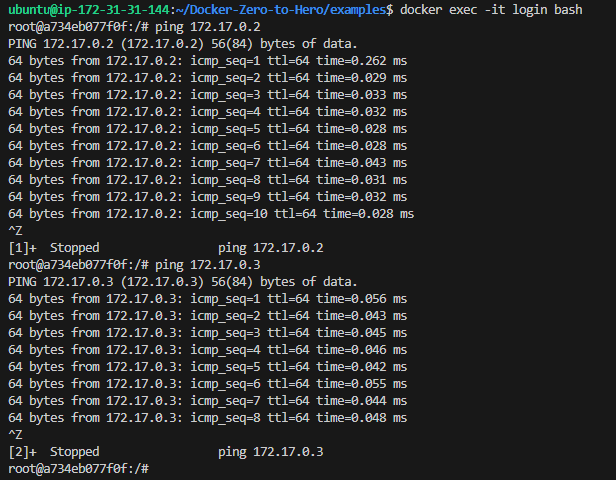 ubuntu@ip-172-31-31-144:~/Docker-Zero-to-Hero/examples$ docker exec -it login bash
root@a734eb077f0f:/# ping 172.17.0.2
PING 172.17.0.2 (172.17.0.2) 56(84) bytes of data.
64 bytes from 172.17.0.2: icmp_seq=1 ttl=64 time=0.262 ms
64 bytes from 172.17.0.2: icmp_seq=2 ttl=64 time=0.029 ms
64 bytes from 172.17.0.2: icmp_seq=3 ttl=64 time=0.033 ms
64 bytes from 172.17.0.2: icmp_seq=4 ttl=64 time=0.032 ms
64 bytes from 172.17.0.2: icmp_seq=5 ttl=64 time=0.028 ms
64 bytes from 172.17.0.2: icmp_seq=6 ttl=64 time=0.028 ms
64 bytes from 172.17.0.2: icmp_seq=7 ttl=64 time=0.043 ms
64 bytes from 172.17.0.2: icmp_seq=8 ttl=64 time=0.031 ms
64 bytes from 172.17.0.2: icmp_seq=9 ttl=64 time=0.032 ms
64 bytes from 172.17.0.2: icmp_seq=10 ttl=64 time=0.028 ms
^Z
[1]+  Stopped                 ping 172.17.0.2
root@a734eb077f0f:/# ping 172.17.0.3
PING 172.17.0.3 (172.17.0.3) 56(84) bytes of data.
64 bytes from 172.17.0.3: icmp_seq=1 ttl=64 time=0.056 ms
64 bytes from 172.17.0.3: icmp_seq=2 ttl=64 time=0.043 ms
64 bytes from 172.17.0.3: icmp_seq=3 ttl=64 time=0.045 ms
64 bytes from 172.17.0.3: icmp_seq=4 ttl=64 time=0.046 ms
64 bytes from 172.17.0.3: icmp_seq=5 ttl=64 time=0.042 ms
64 bytes from 172.17.0.3: icmp_seq=6 ttl=64 time=0.055 ms
64 bytes from 172.17.0.3: icmp_seq=7 ttl=64 time=0.044 ms
64 bytes from 172.17.0.3: icmp_seq=8 ttl=64 time=0.048 ms
^Z
[2]+  Stopped                 ping 172.17.0.3
root@a734eb077f0f:/#